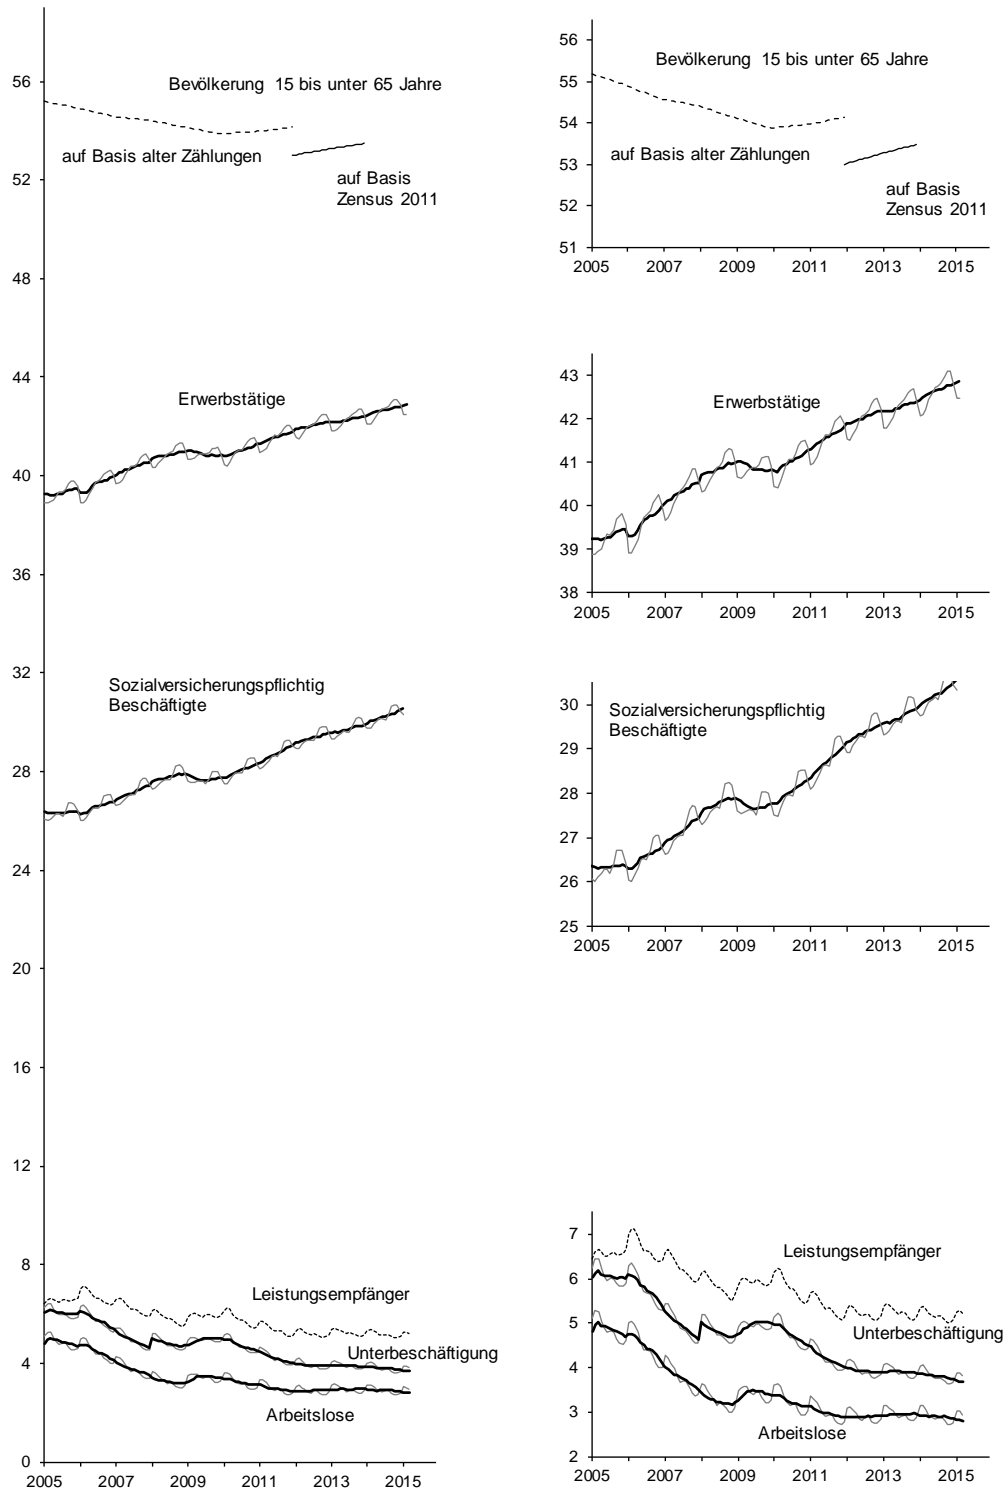 56
52
48
44
40
36
32
28
24
20
16
12
8
4
0
Bevölkerung 15 bis unter 65 Jahre
auf Basis alter Zählungen
auf Basis
Zensus 2011
Erwerbstätige
Sozialversicherungspflichtig
Beschäftigte
Leistungsempfänger
Unterbeschäftigung
Arbeitslose
2005 2007 2009 2011 2013 2015
56
55
54
53
52
51
Bevölkerung 15 bis unter 65 Jahre
auf Basis alter Zählungen
auf Basis
Zensus 2011
2005 2007 2009 2011 2013 2015
43
42
41
40
39
38
Erwerbstätige
2005 2007 2009 2011 2013 2015
30
29
28
27
26
25
Sozialversicherungspflichtig
Beschäftigte
2005 2007 2009 2011 2013 2015
7
6
5
4
3
2
Leistungsempfänger
Unterbeschäftigung
Arbeitslose
2005 2007 2009 2011 2013 2015